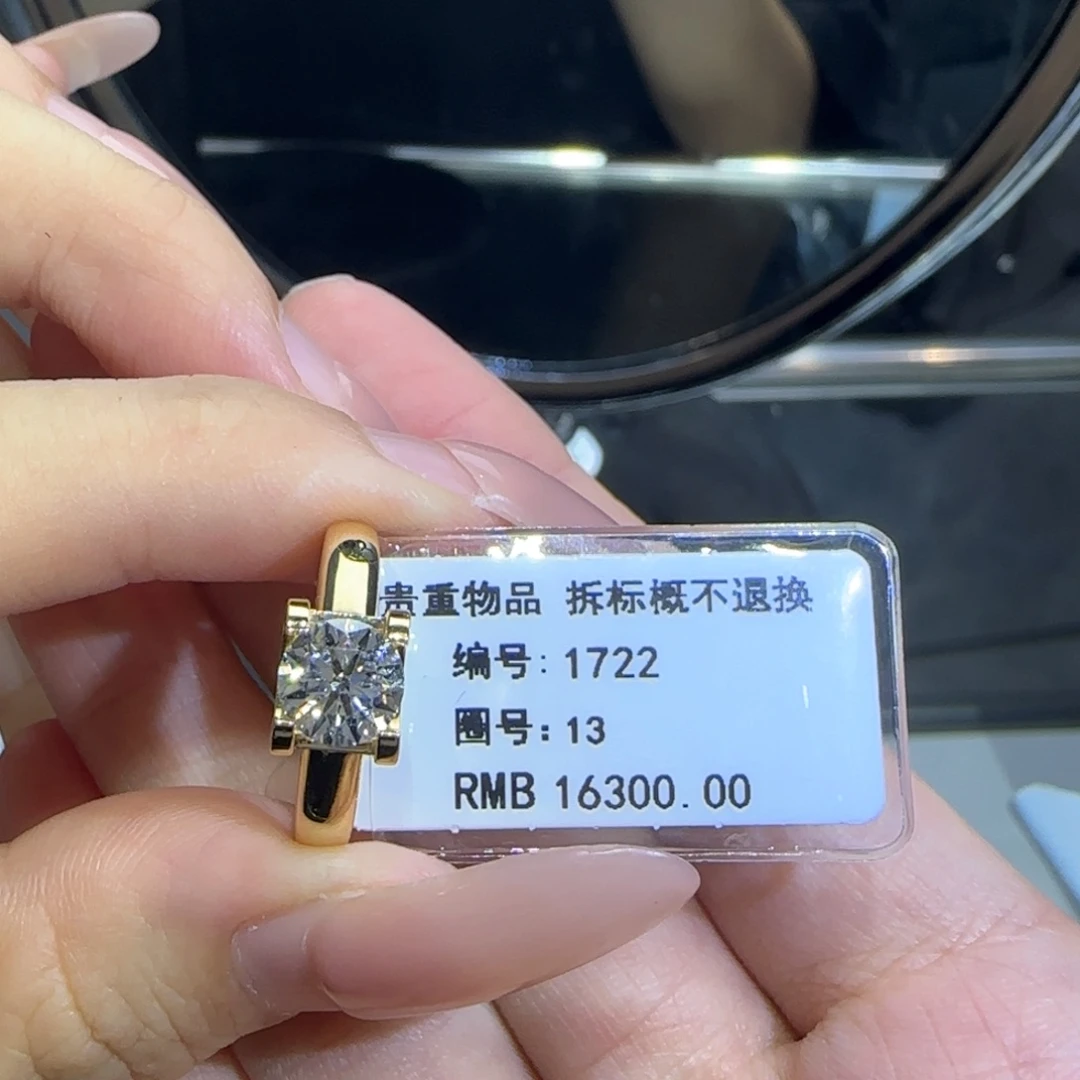 贵重物品 拆标概不退换
编号: 1722
圈号: 13
RMB 16300.00